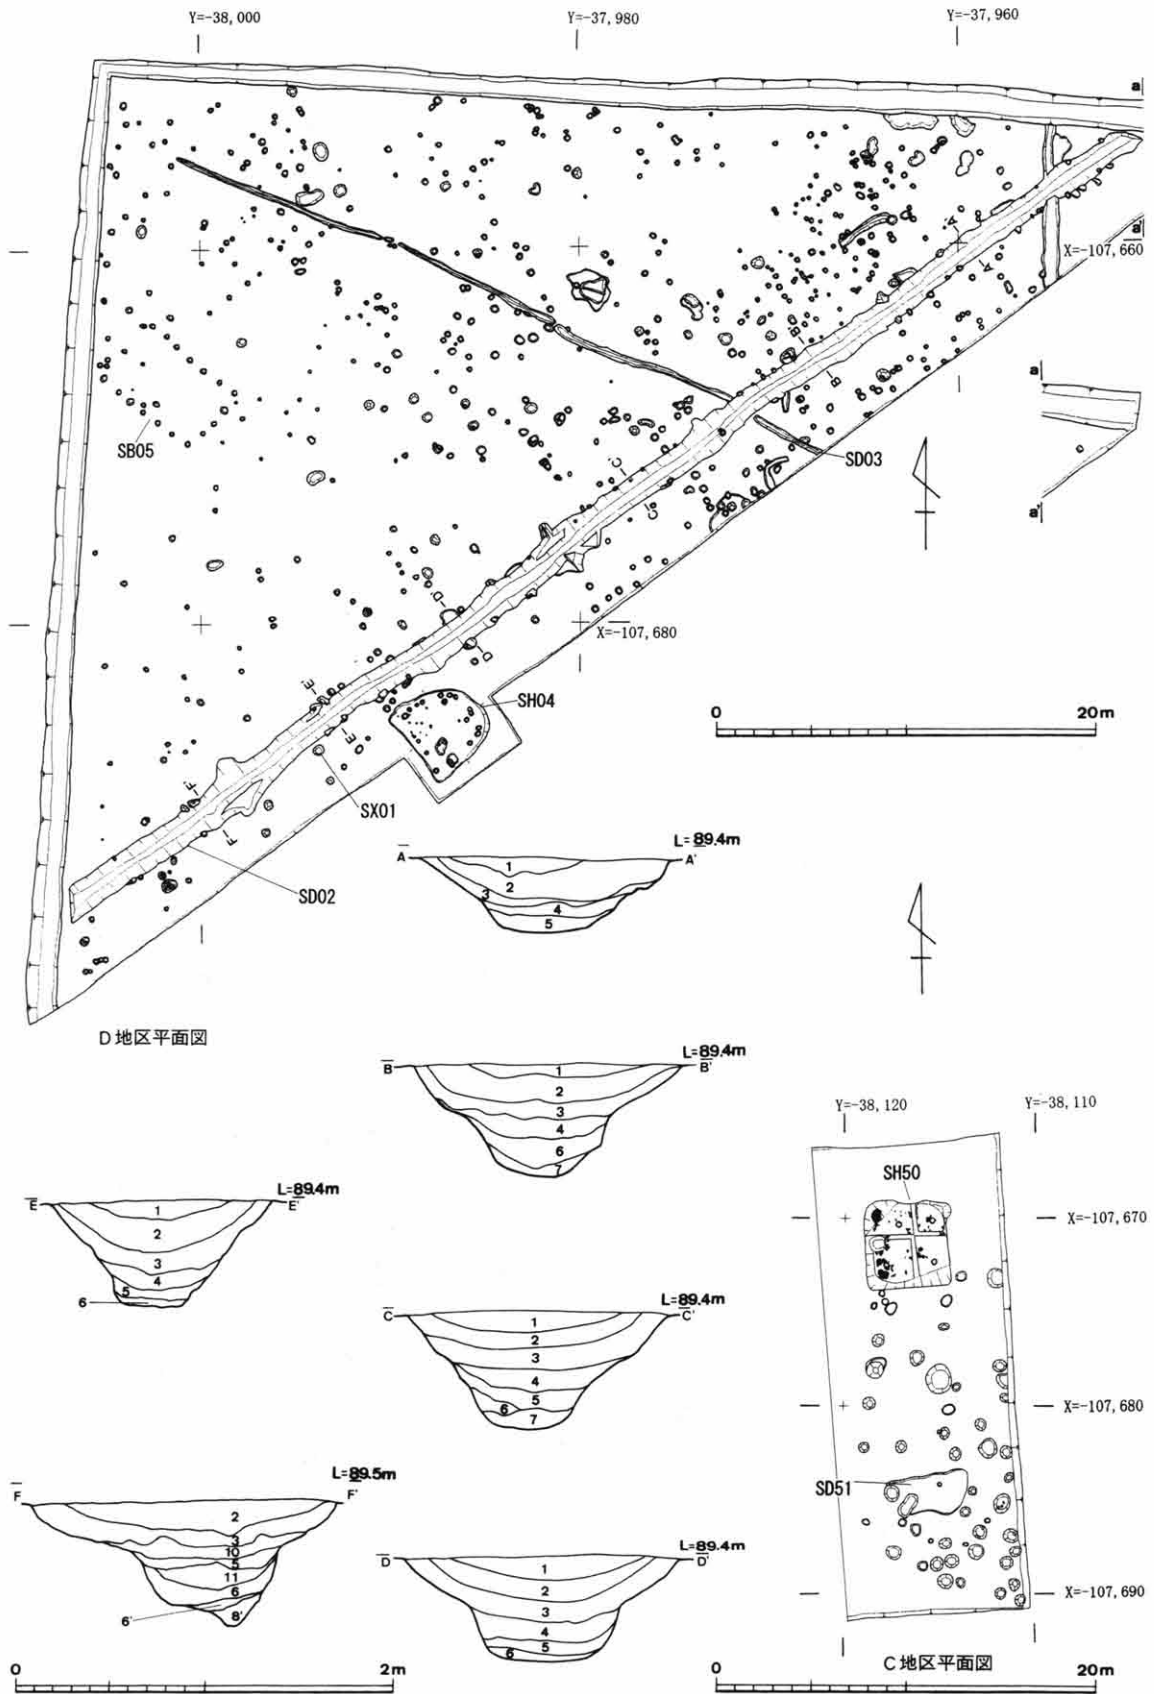 Y=-38,000
Y=-37,980
Y=-37,960
a
a'
X=-107,660
A'
A
B'
B
SB05
SD03
a
a'
C'
C
D'
D
X=-107,680
E'
E
SH04
0 20m
SX01
F'
F
SD02
A L=89.4m A'
1
2
3
4
5
D地区平面図
B L=89.4m B'
1
2
3
4
6
7
Y=-38,120
Y=-38,110
SH50
E L=89.4m E'
1
2
3
4
5
6
X=-107,670
C L=89.4m C'
1
2
3
4
5
6
7
X=-107,680
F L=89.5m F'
2
3
10
5
11
6
6'
8'
SD51
D L=89.4m D'
1
2
3
4
5
6
X=-107,690
C地区平面図
0 2m
0 20m